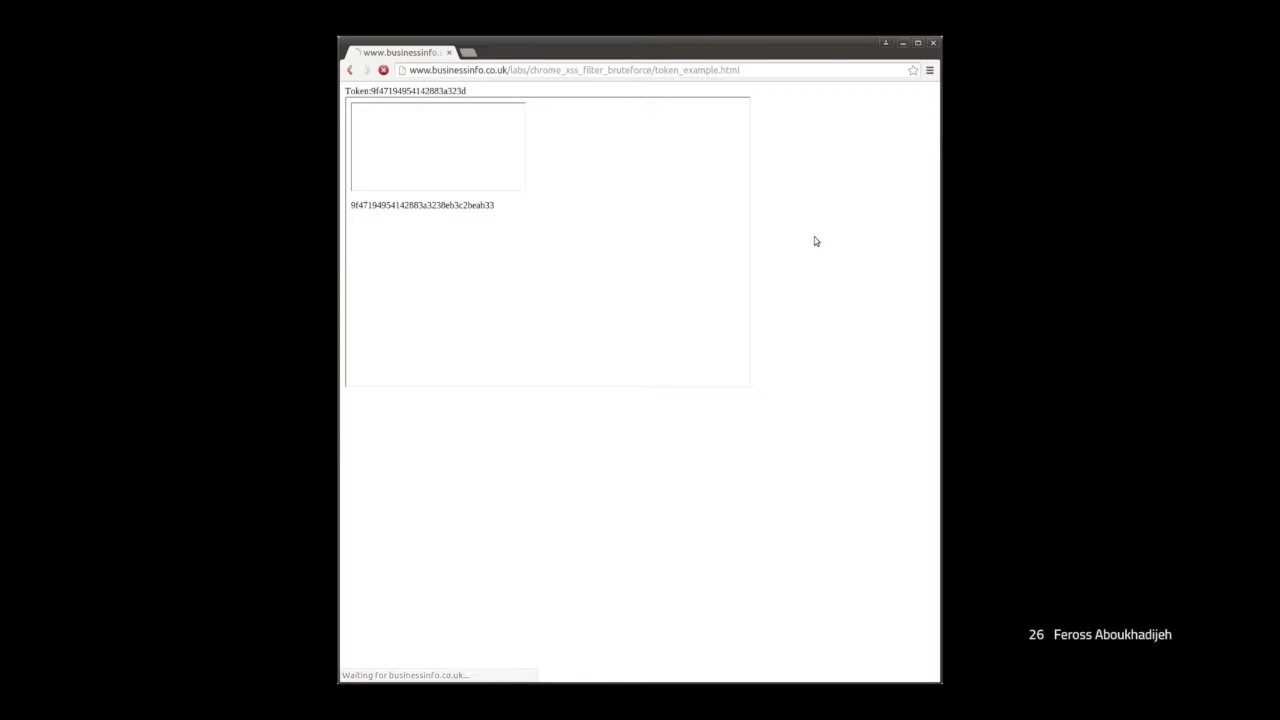 www.businessinfo.c
www.businessinfo.co.uk/labs/chrome_xss_filter_bruteforce/token_example.html
Token:9f47194954142883a323d
9f47194954142883a3238eb3c2beab33
26 Feross Aboukhadijeh
Waiting for businessinfo.co.uk...